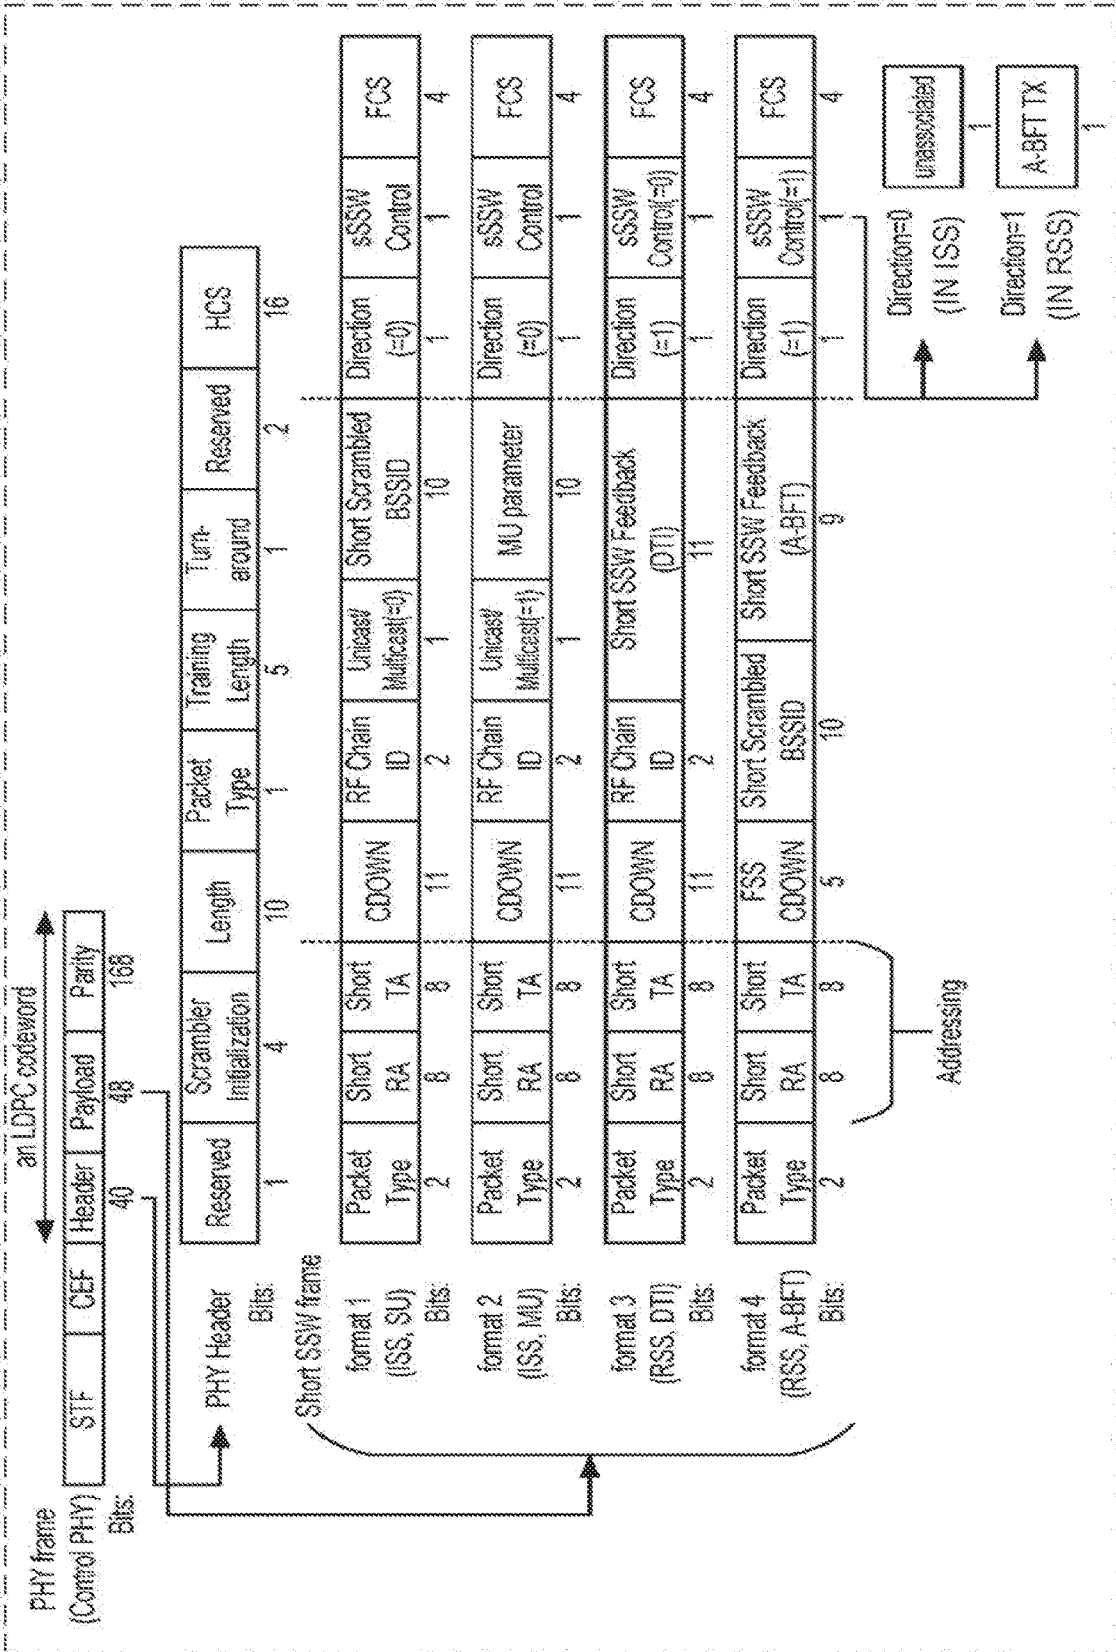 PHY frame
(Control PHY)
Bits:
an LDPC codeword
STF
CEF
Header
Payload
Parity
40
48
168
PHY Header
Bits:
Reserved
Scrambler
Initialization
Length
Packet
Type
Training
Length
Turn-
around
Reserved
HCS
1
4
10
1
5
1
2
16
Short SSW frame
format 1
(ISS, SU)
Bits:
Packet
Type
Short
RA
Short
TA
CDOWN
RF Chain
ID
Unicast/
Multicast(=0)
Short Scrambled
BSSID
Direction
(=0)
sSSW
Control
FCS
2
8
8
11
2
1
10
1
1
4
format 2
(ISS, MU)
Bits:
Packet
Type
Short
RA
Short
TA
CDOWN
RF Chain
ID
Unicast/
Multicast(=1)
MU parameter
Direction
(=0)
sSSW
Control
FCS
2
8
8
11
2
1
10
1
1
4
format 3
(RSS, DTI)
Bits:
Packet
Type
Short
RA
Short
TA
CDOWN
RF Chain
ID
Short SSW Feedback
(DTI)
Direction
(=1)
sSSW
Control(=0)
FCS
2
8
8
11
2
11
1
1
4
format 4
(RSS, A-BFT)
Bits:
Packet
Type
Short
RA
Short
TA
FSS
CDOWN
Short Scrambled
BSSID
Short SSW Feedback
(A-BFT)
Direction
(=1)
sSSW
Control(=1)
FCS
2
8
8
5
10
9
1
1
4
Addressing
Direction=0
(IN ISS)
unassociated
1
Direction=1
(IN RSS)
A-BFT TX
1